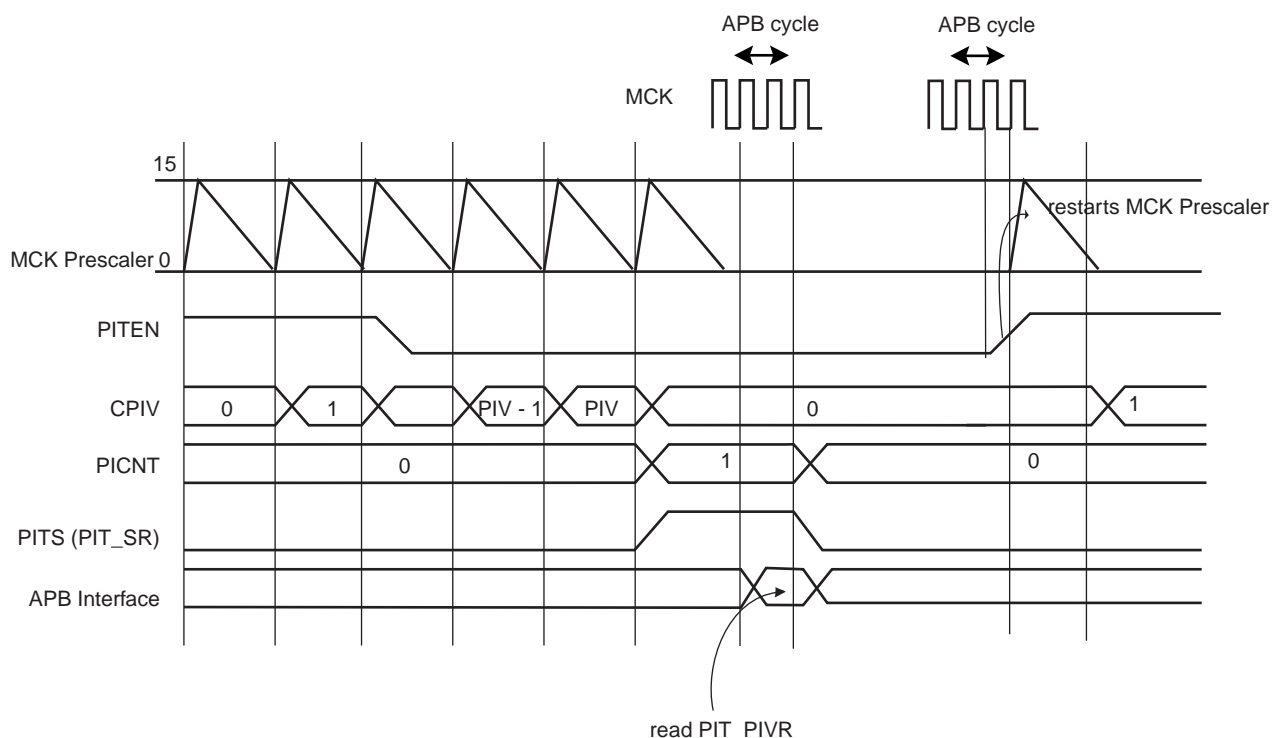 APB cycle
APB cycle
MCK
15
restarts MCK Prescaler
MCK Prescaler 0
PITEN
CPIV
0
1
PIV - 1
PIV
0
1
PICNT
0
1
0
PITS (PIT_SR)
APB Interface
read PIT_PIVR